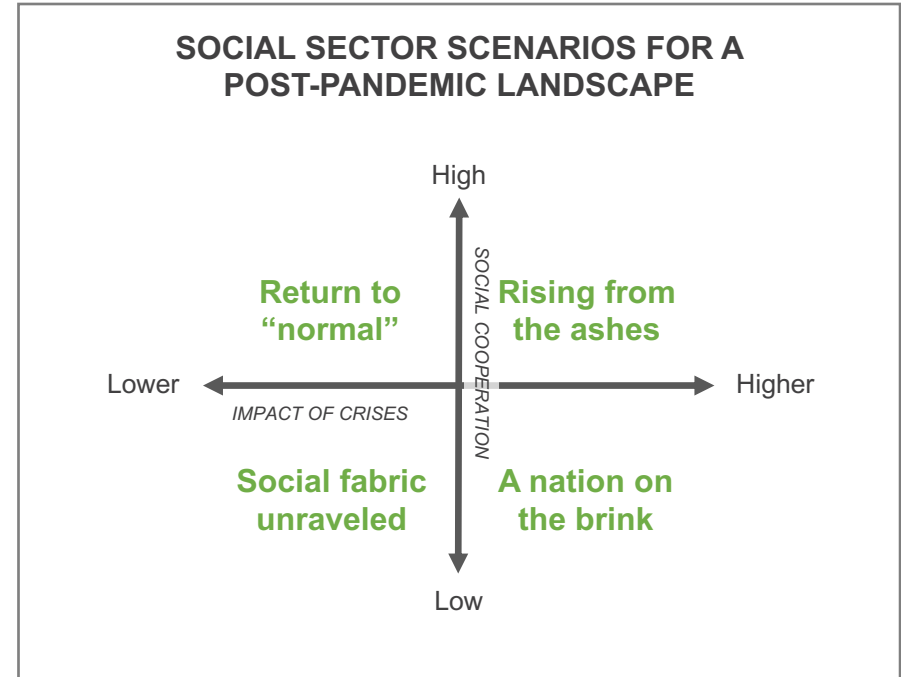 SOCIAL SECTOR SCENARIOS FOR A
POST-PANDEMIC LANDSCAPE
High
SOCIAL COOPERATION
Return to
“normal”
Rising from
the ashes
Lower
Higher
IMPACT OF CRISES
Social fabric
unraveled
A nation on
the brink
Low